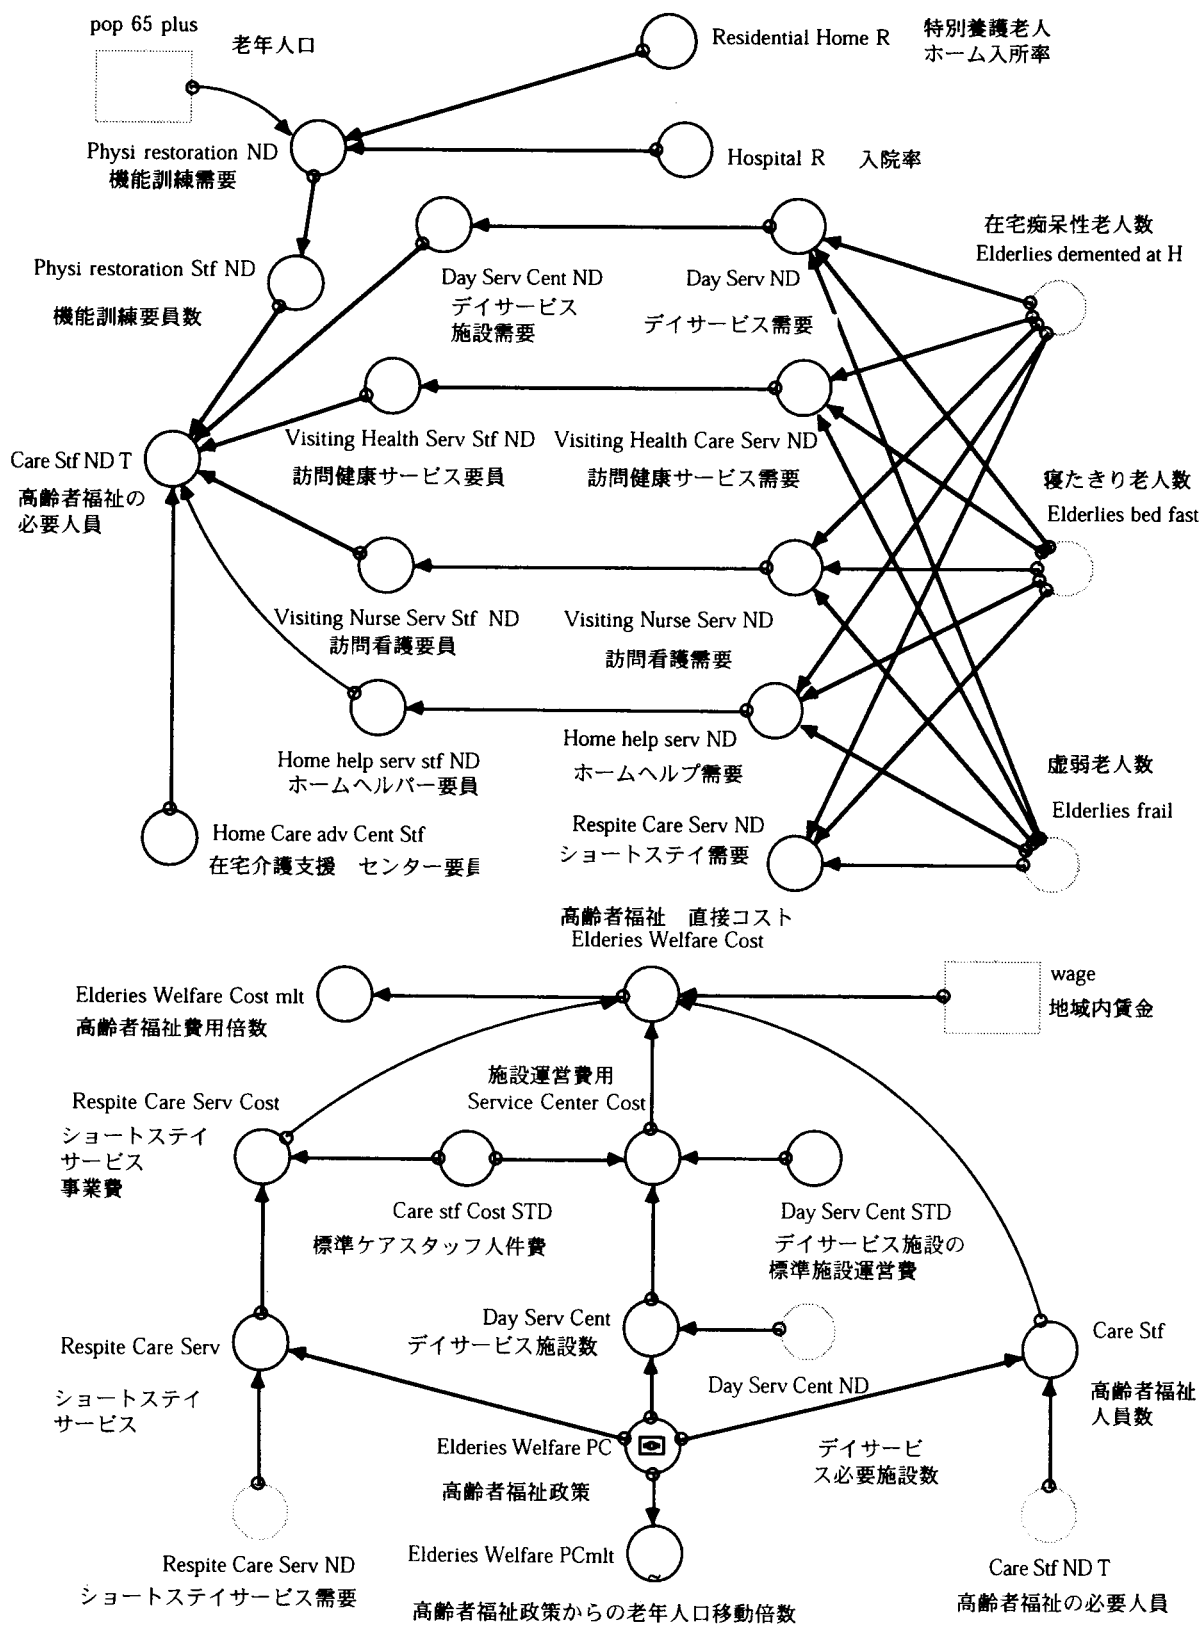 pop 65 plus
老年人口
Residential Home R
特別養護老人
ホーム入所率
Physi restoration ND
機能訓練需要
Hospital R 入院率
Physi restoration Stf ND
機能訓練要員数
Day Serv Cent ND
デイサービス
施設需要
Day Serv ND
デイサービス需要
在宅痴呆性老人数
Elderlies demented at H
Care Stf ND T
高齢者福祉の
必要人員
Visiting Health Serv Stf ND
訪問健康サービス要員
Visiting Health Care Serv ND
訪問健康サービス需要
寝たきり老人数
Elderlies bed fast
Visiting Nurse Serv Stf ND
訪問看護要員
Visiting Nurse Serv ND
訪問看護需要
Home help serv stf ND
ホームヘルパー要員
Home help serv ND
ホームヘルプ需要
虚弱老人数
Elderlies frail
Home Care adv Cent Stf
在宅介護支援 センター要員
Respite Care Serv ND
ショートステイ需要
高齢者福祉 直接コスト
Elderies Welfare Cost
Elderies Welfare Cost mlt
高齢者福祉費用倍数
wage
地域内賃金
施設運営費用
Service Center Cost
Respite Care Serv Cost
ショートステイ
サービス
事業費
Care stf Cost STD
標準ケアスタッフ人件費
Day Serv Cent STD
デイサービス施設の
標準施設運営費
Respite Care Serv
ショートステイ
サービス
Day Serv Cent
デイサービス施設数
Day Serv Cent ND
デイサービ
ス必要施設数
Care Stf
高齢者福祉
人員数
Elderies Welfare PC
高齢者福祉政策
Respite Care Serv ND
ショートステイサービス需要
Elderies Welfare PCmlt
~
高齢者福祉政策からの老年人口移動倍数
Care Stf ND T
高齢者福祉の必要人員